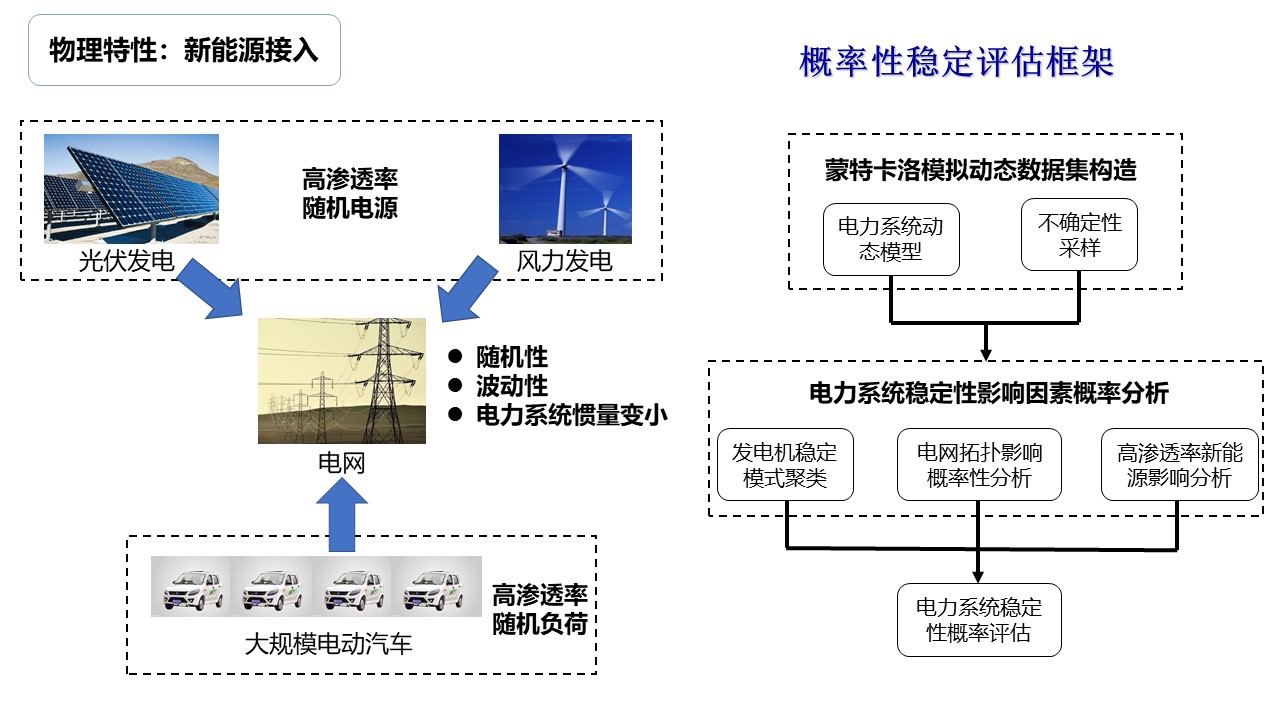 物理特性：新能源接入
高渗透率
随机电源
光伏发电
风力发电
● 随机性
● 波动性
● 电力系统惯量变小
电网
高渗透率
随机负荷
大规模电动汽车
概率性稳定评估框架
蒙特卡洛模拟动态数据集构造
电力系统动
态模型
不确定性
采样
电力系统稳定性影响因素概率分析
发电机稳定
模式聚类
电网拓扑影响
概率性分析
高渗透率新能
源影响分析
电力系统稳定
性概率评估